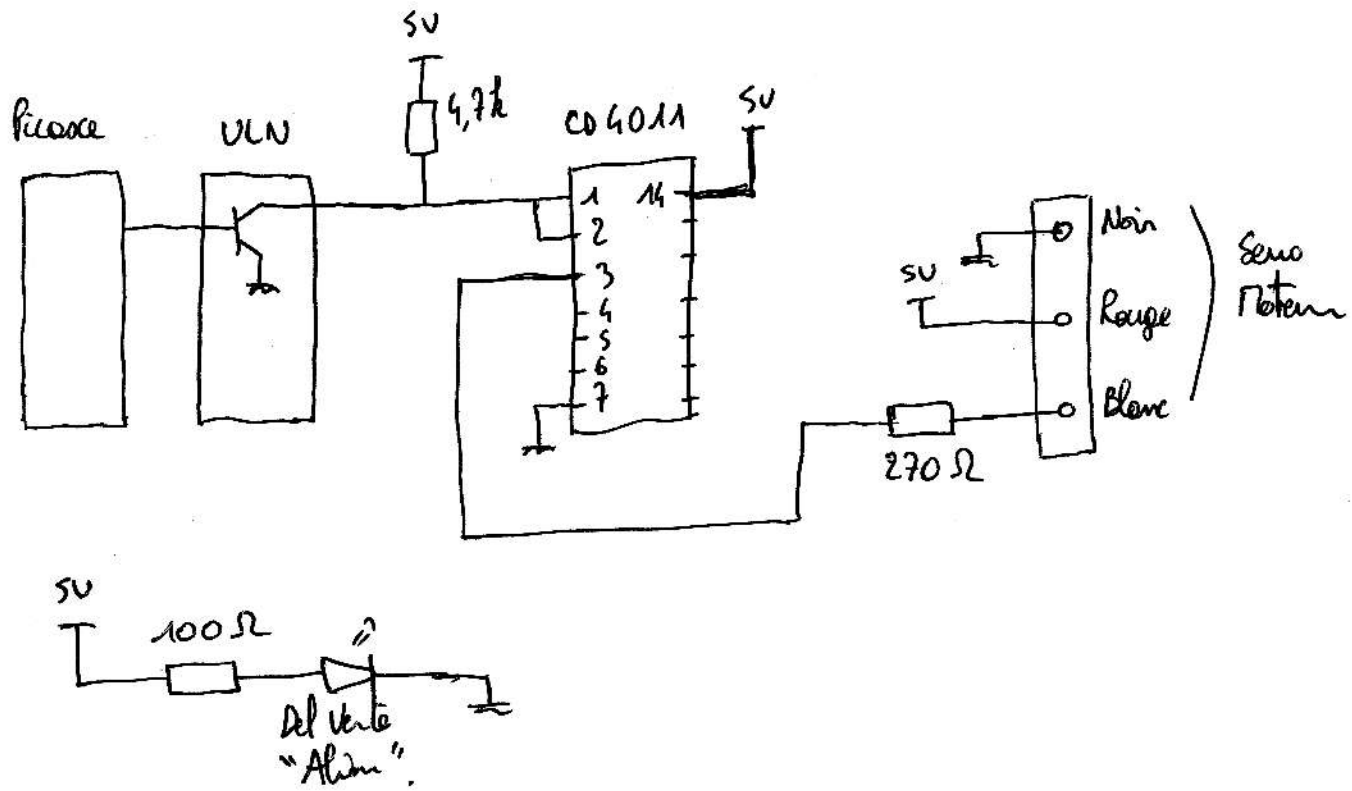 5V
4,7k
5V
Picaxe
ULN
CD4011
1
14
2
3
4
5
6
7
Noir
5V
Rouge
Servo
Moteur
Blanc
270 Ω
5V
100 Ω
Del Verte
"Alim".